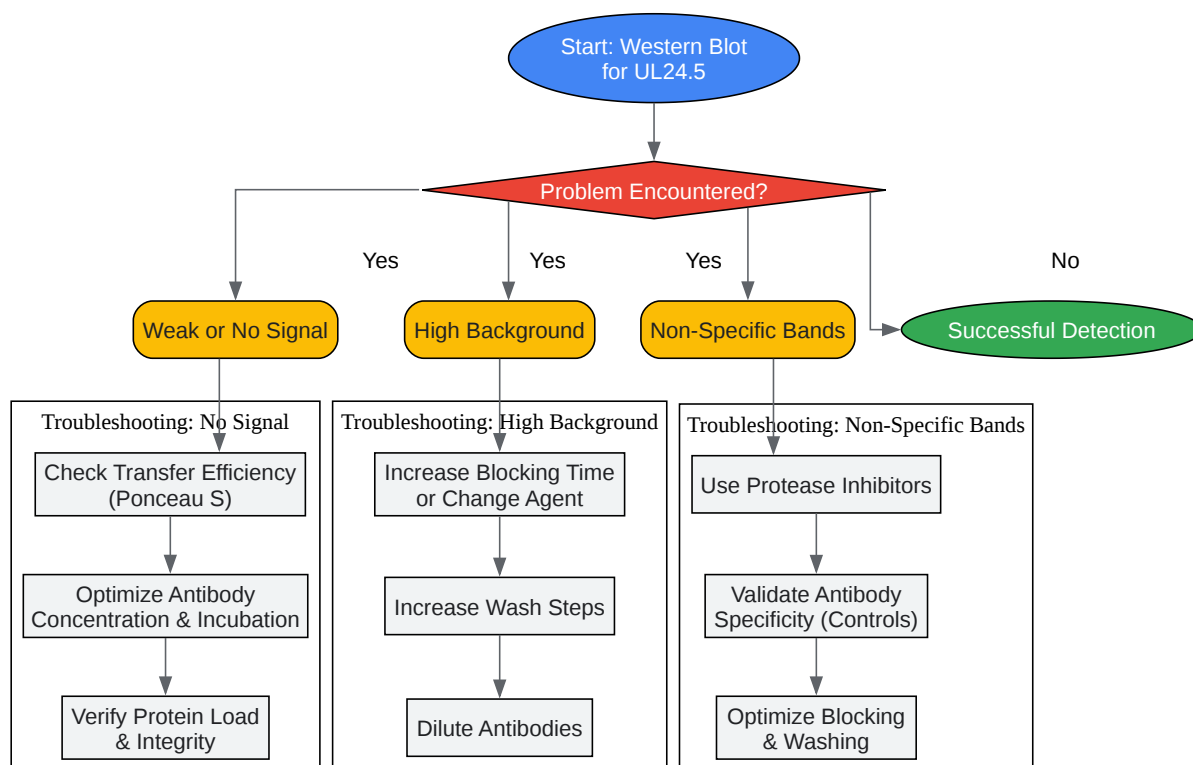 Start: Western Blot
for UL24.5
Problem Encountered?
Yes
Yes
Yes
No
Weak or No Signal
High Background
Non-Specific Bands
Successful Detection
Troubleshooting: No Signal
Check Transfer Efficiency
(Ponceau S)
Optimize Antibody
Concentration & Incubation
Verify Protein Load
& Integrity
Troubleshooting: High Background
Increase Blocking Time
or Change Agent
Increase Wash Steps
Dilute Antibodies
Troubleshooting: Non-Specific Bands
Use Protease Inhibitors
Validate Antibody
Specificity (Controls)
Optimize Blocking
& Washing